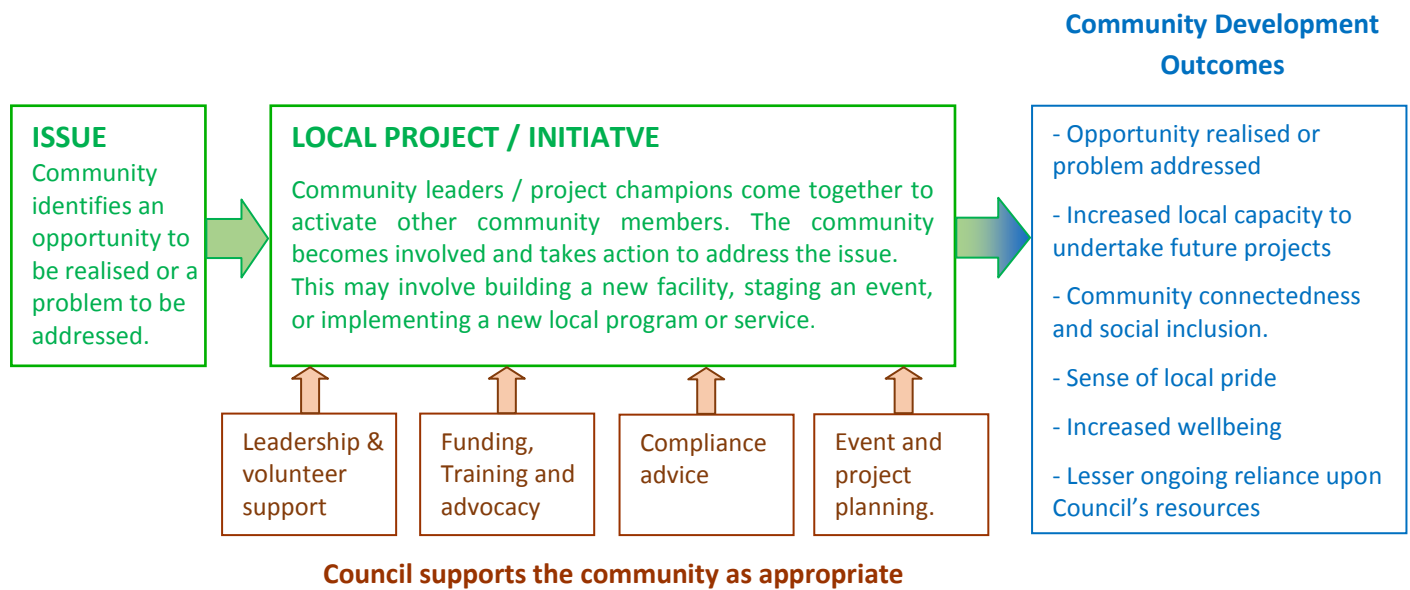 Community Development
Outcomes
ISSUE
Community
identifies an
opportunity to
be realised or a
problem to be
addressed.
LOCAL PROJECT / INITIATVE
Community leaders / project champions come together to
activate other community members. The community
becomes involved and takes action to address the issue.
This may involve building a new facility, staging an event,
or implementing a new local program or service.
- Opportunity realised or
problem addressed
- Increased local capacity to
undertake future projects
- Community connectedness
and social inclusion.
- Sense of local pride
- Increased wellbeing
- Lesser ongoing reliance upon
Council’s resources
Leadership &
volunteer
support
Funding,
Training and
advocacy
Compliance
advice
Event and
project
planning.
Council supports the community as appropriate